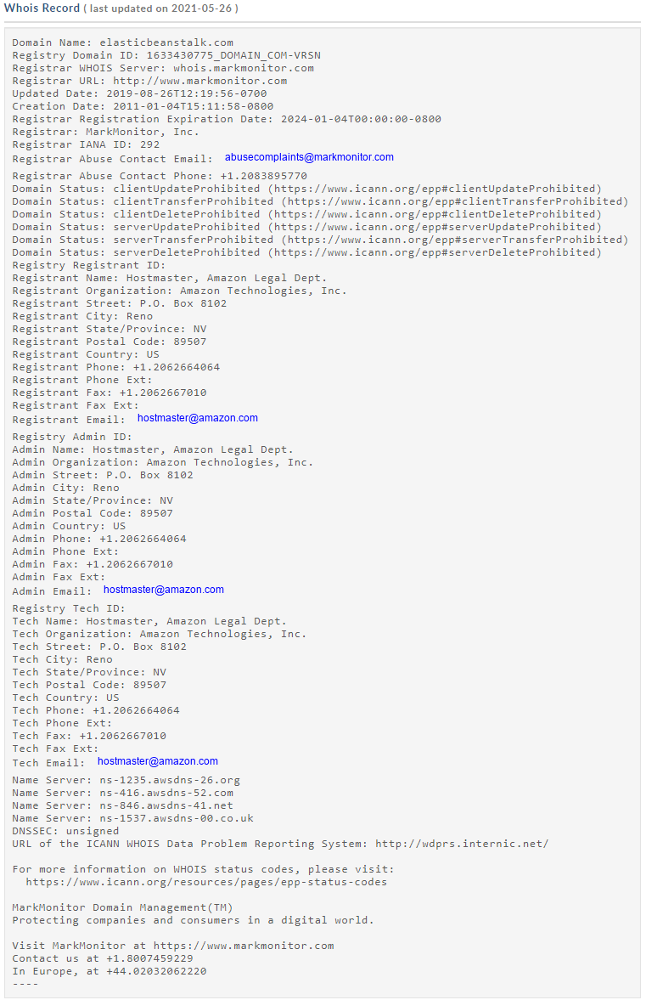 Whois Record ( last updated on 2021-05-26 )
Domain Name: elasticbeanstalk.com
Registry Domain ID: 1633430775_DOMAIN_COM-VRSN
Registrar WHOIS Server: whois.markmonitor.com
Registrar URL: http://www.markmonitor.com
Updated Date: 2019-08-26T12:19:56-0700
Creation Date: 2011-01-04T15:11:58-0800
Registrar Registration Expiration Date: 2024-01-04T00:00:00-0800
Registrar: MarkMonitor, Inc.
Registrar IANA ID: 292
Registrar Abuse Contact Email: abusecomplaints@markmonitor.com
Registrar Abuse Contact Phone: +1.2083895770
Domain Status: clientUpdateProhibited (https://www.icann.org/epp#clientUpdateProhibited)
Domain Status: clientTransferProhibited (https://www.icann.org/epp#clientTransferProhibited)
Domain Status: clientDeleteProhibited (https://www.icann.org/epp#clientDeleteProhibited)
Domain Status: serverUpdateProhibited (https://www.icann.org/epp#serverUpdateProhibited)
Domain Status: serverTransferProhibited (https://www.icann.org/epp#serverTransferProhibited)
Domain Status: serverDeleteProhibited (https://www.icann.org/epp#serverDeleteProhibited)
Registry Registrant ID:
Registrant Name: Hostmaster, Amazon Legal Dept.
Registrant Organization: Amazon Technologies, Inc.
Registrant Street: P.O. Box 8102
Registrant City: Reno
Registrant State/Province: NV
Registrant Postal Code: 89507
Registrant Country: US
Registrant Phone: +1.2062664064
Registrant Phone Ext:
Registrant Fax: +1.2062667010
Registrant Fax Ext:
Registrant Email: hostmaster@amazon.com
Registry Admin ID:
Admin Name: Hostmaster, Amazon Legal Dept.
Admin Organization: Amazon Technologies, Inc.
Admin Street: P.O. Box 8102
Admin City: Reno
Admin State/Province: NV
Admin Postal Code: 89507
Admin Country: US
Admin Phone: +1.2062664064
Admin Phone Ext:
Admin Fax: +1.2062667010
Admin Fax Ext:
Admin Email: hostmaster@amazon.com
Registry Tech ID:
Tech Name: Hostmaster, Amazon Legal Dept.
Tech Organization: Amazon Technologies, Inc.
Tech Street: P.O. Box 8102
Tech City: Reno
Tech State/Province: NV
Tech Postal Code: 89507
Tech Country: US
Tech Phone: +1.2062664064
Tech Phone Ext:
Tech Fax: +1.2062667010
Tech Fax Ext:
Tech Email: hostmaster@amazon.com
Name Server: ns-1235.awsdns-26.org
Name Server: ns-416.awsdns-52.com
Name Server: ns-846.awsdns-41.net
Name Server: ns-1537.awsdns-00.co.uk
DNSSEC: unsigned
URL of the ICANN WHOIS Data Problem Reporting System: http://wdprs.internic.net/
For more information on WHOIS status codes, please visit:
https://www.icann.org/resources/pages/epp-status-codes
MarkMonitor Domain Management(TM)
Protecting companies and consumers in a digital world.
Visit MarkMonitor at https://www.markmonitor.com
Contact us at +1.8007459229
In Europe, at +44.02032062220
----